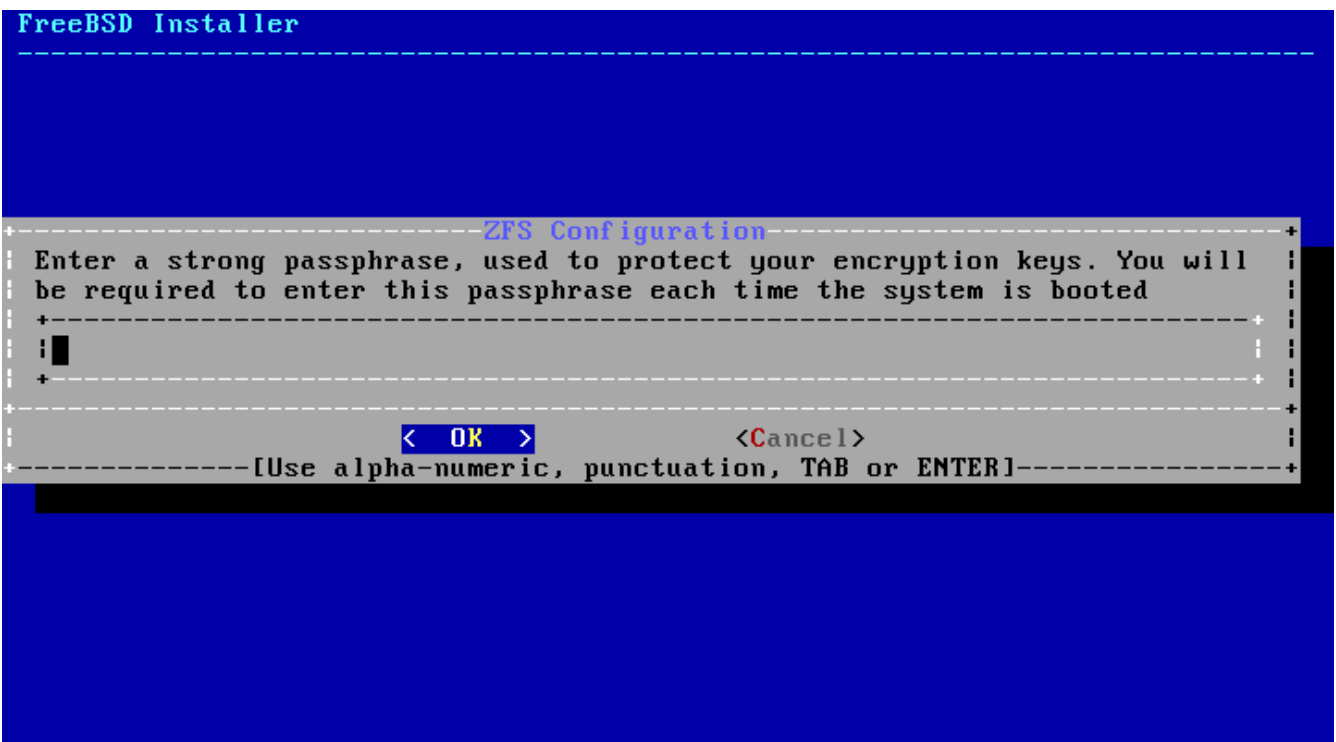 FreeBSD Installer
ZFS Configuration
Enter a strong passphrase, used to protect your encryption keys. You will
be required to enter this passphrase each time the system is booted
< OK > <Cancel>
[Use alpha-numeric, punctuation, TAB or ENTER]